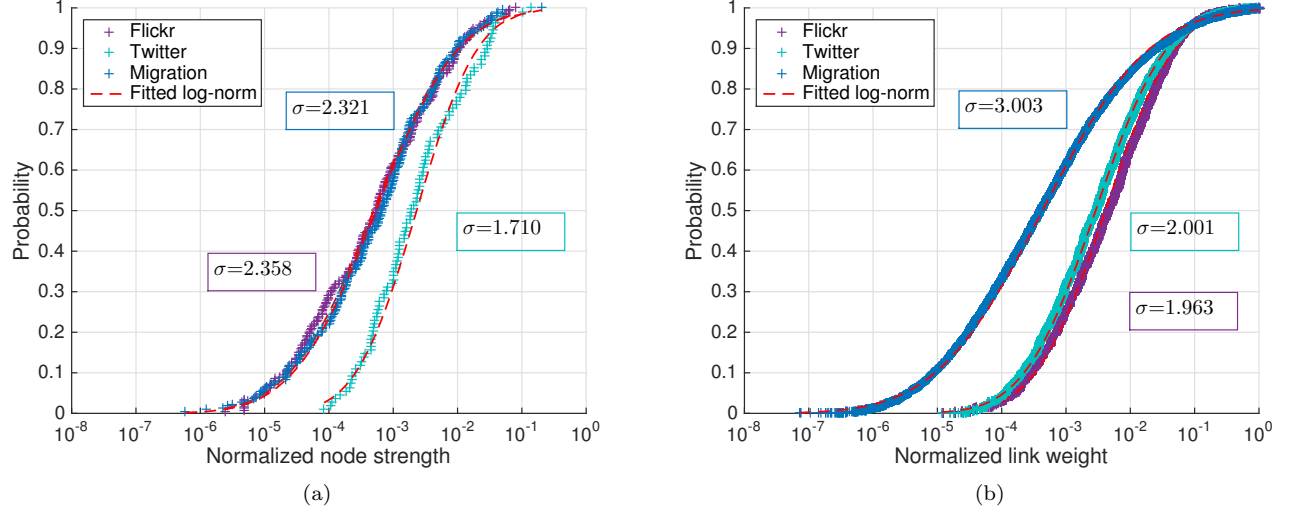 1
0.9
0.8
0.7
0.6
0.5
0.4
0.3
0.2
0.1
0
Probability
Flickr
Twitter
Migration
Fitted log-norm
σ=2.321
σ=1.710
σ=2.358
10^-8 10^-7 10^-6 10^-5 10^-4 10^-3 10^-2 10^-1 10^0
Normalized node strength
(a)
1
0.9
0.8
0.7
0.6
0.5
0.4
0.3
0.2
0.1
0
Probability
Flickr
Twitter
Migration
Fitted log-norm
σ=3.003
σ=2.001
σ=1.963
10^-8 10^-7 10^-6 10^-5 10^-4 10^-3 10^-2 10^-1 10^0
Normalized link weight
(b)